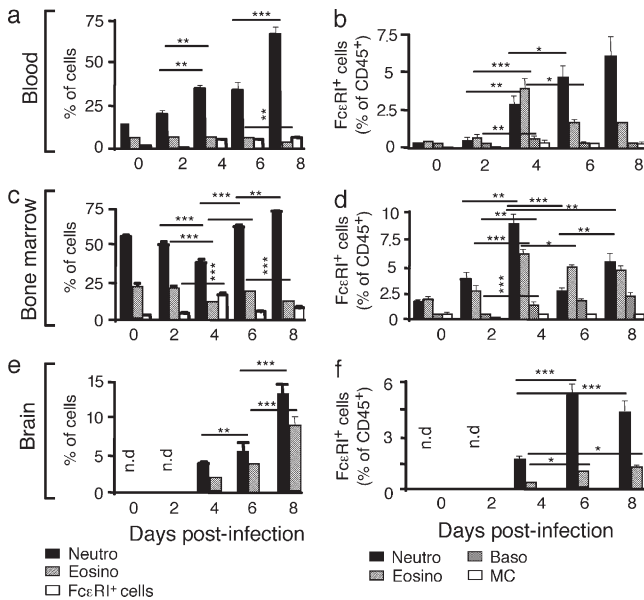 a
b
Blood
% of cells
75
50
25
0
**
**
***
**
0 2 4 6 8
FcεRI+ cells
(% of CD45+)
7.5
5
2.5
0
*
***
**
*
**
0 2 4 6 8
c
d
Bone marrow
% of cells
75
50
25
0
***
**
***
***
***
***
0 2 4 6 8
FcεRI+ cells
(% of CD45+)
10
7.5
5
2.5
0
**
***
**
**
**
***
*
***
0 2 4 6 8
e
f
Brain
% of cells
15
10
5
0
n.d
n.d
**
***
***
0 2 4 6 8
Days post-infection
FcεRI+ cells
(% of CD45+)
6
3
0
n.d
n.d
***
***
*
*
0 2 4 6 8
Days post-infection
Neutro
Eosino
FcεRI+ cells
Neutro
Baso
Eosino
MC